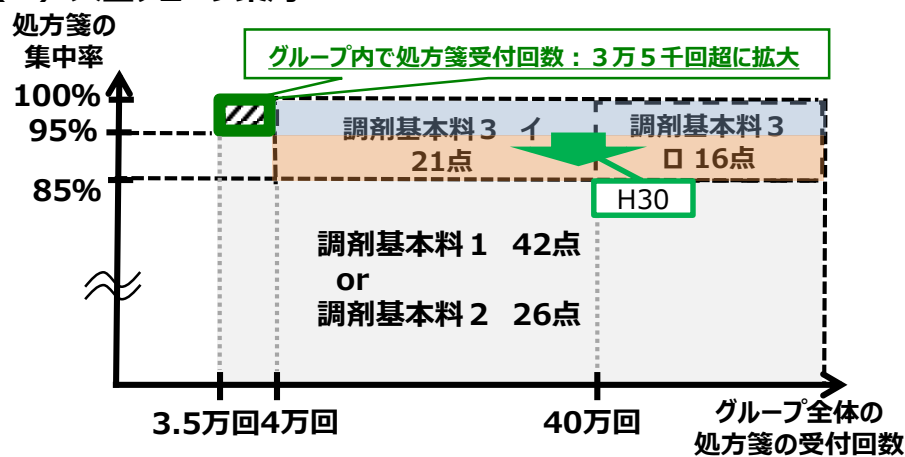 処方箋の
集中率
グループ内で処方箋受付回数：３万５千回超に拡大
100%
95%
85%
調剤基本料３ イ
21点
調剤基本料３
ロ 16点
H30
調剤基本料１ 42点
or
調剤基本料２ 26点
3.5万回4万回
40万回
グループ全体の
処方箋の受付回数